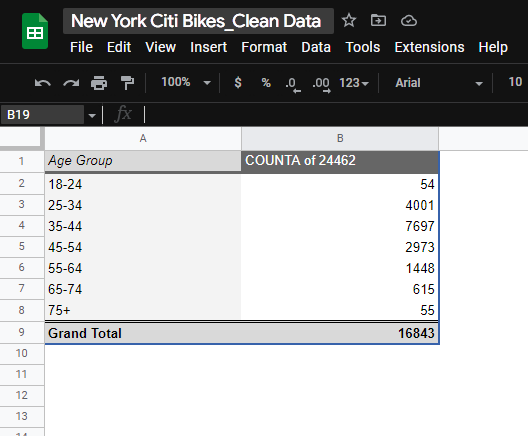 New York Citi Bikes_Clean Data
File Edit View Insert Format Data Tools Extensions Help
100% $ % .0 .00 123 Arial 10
B19 fx
A B
1 Age Group COUNTA of 24462
2 18-24 54
3 25-34 4001
4 35-44 7697
5 45-54 2973
6 55-64 1448
7 65-74 615
8 75+ 55
9 Grand Total 16843
10
11
12
13